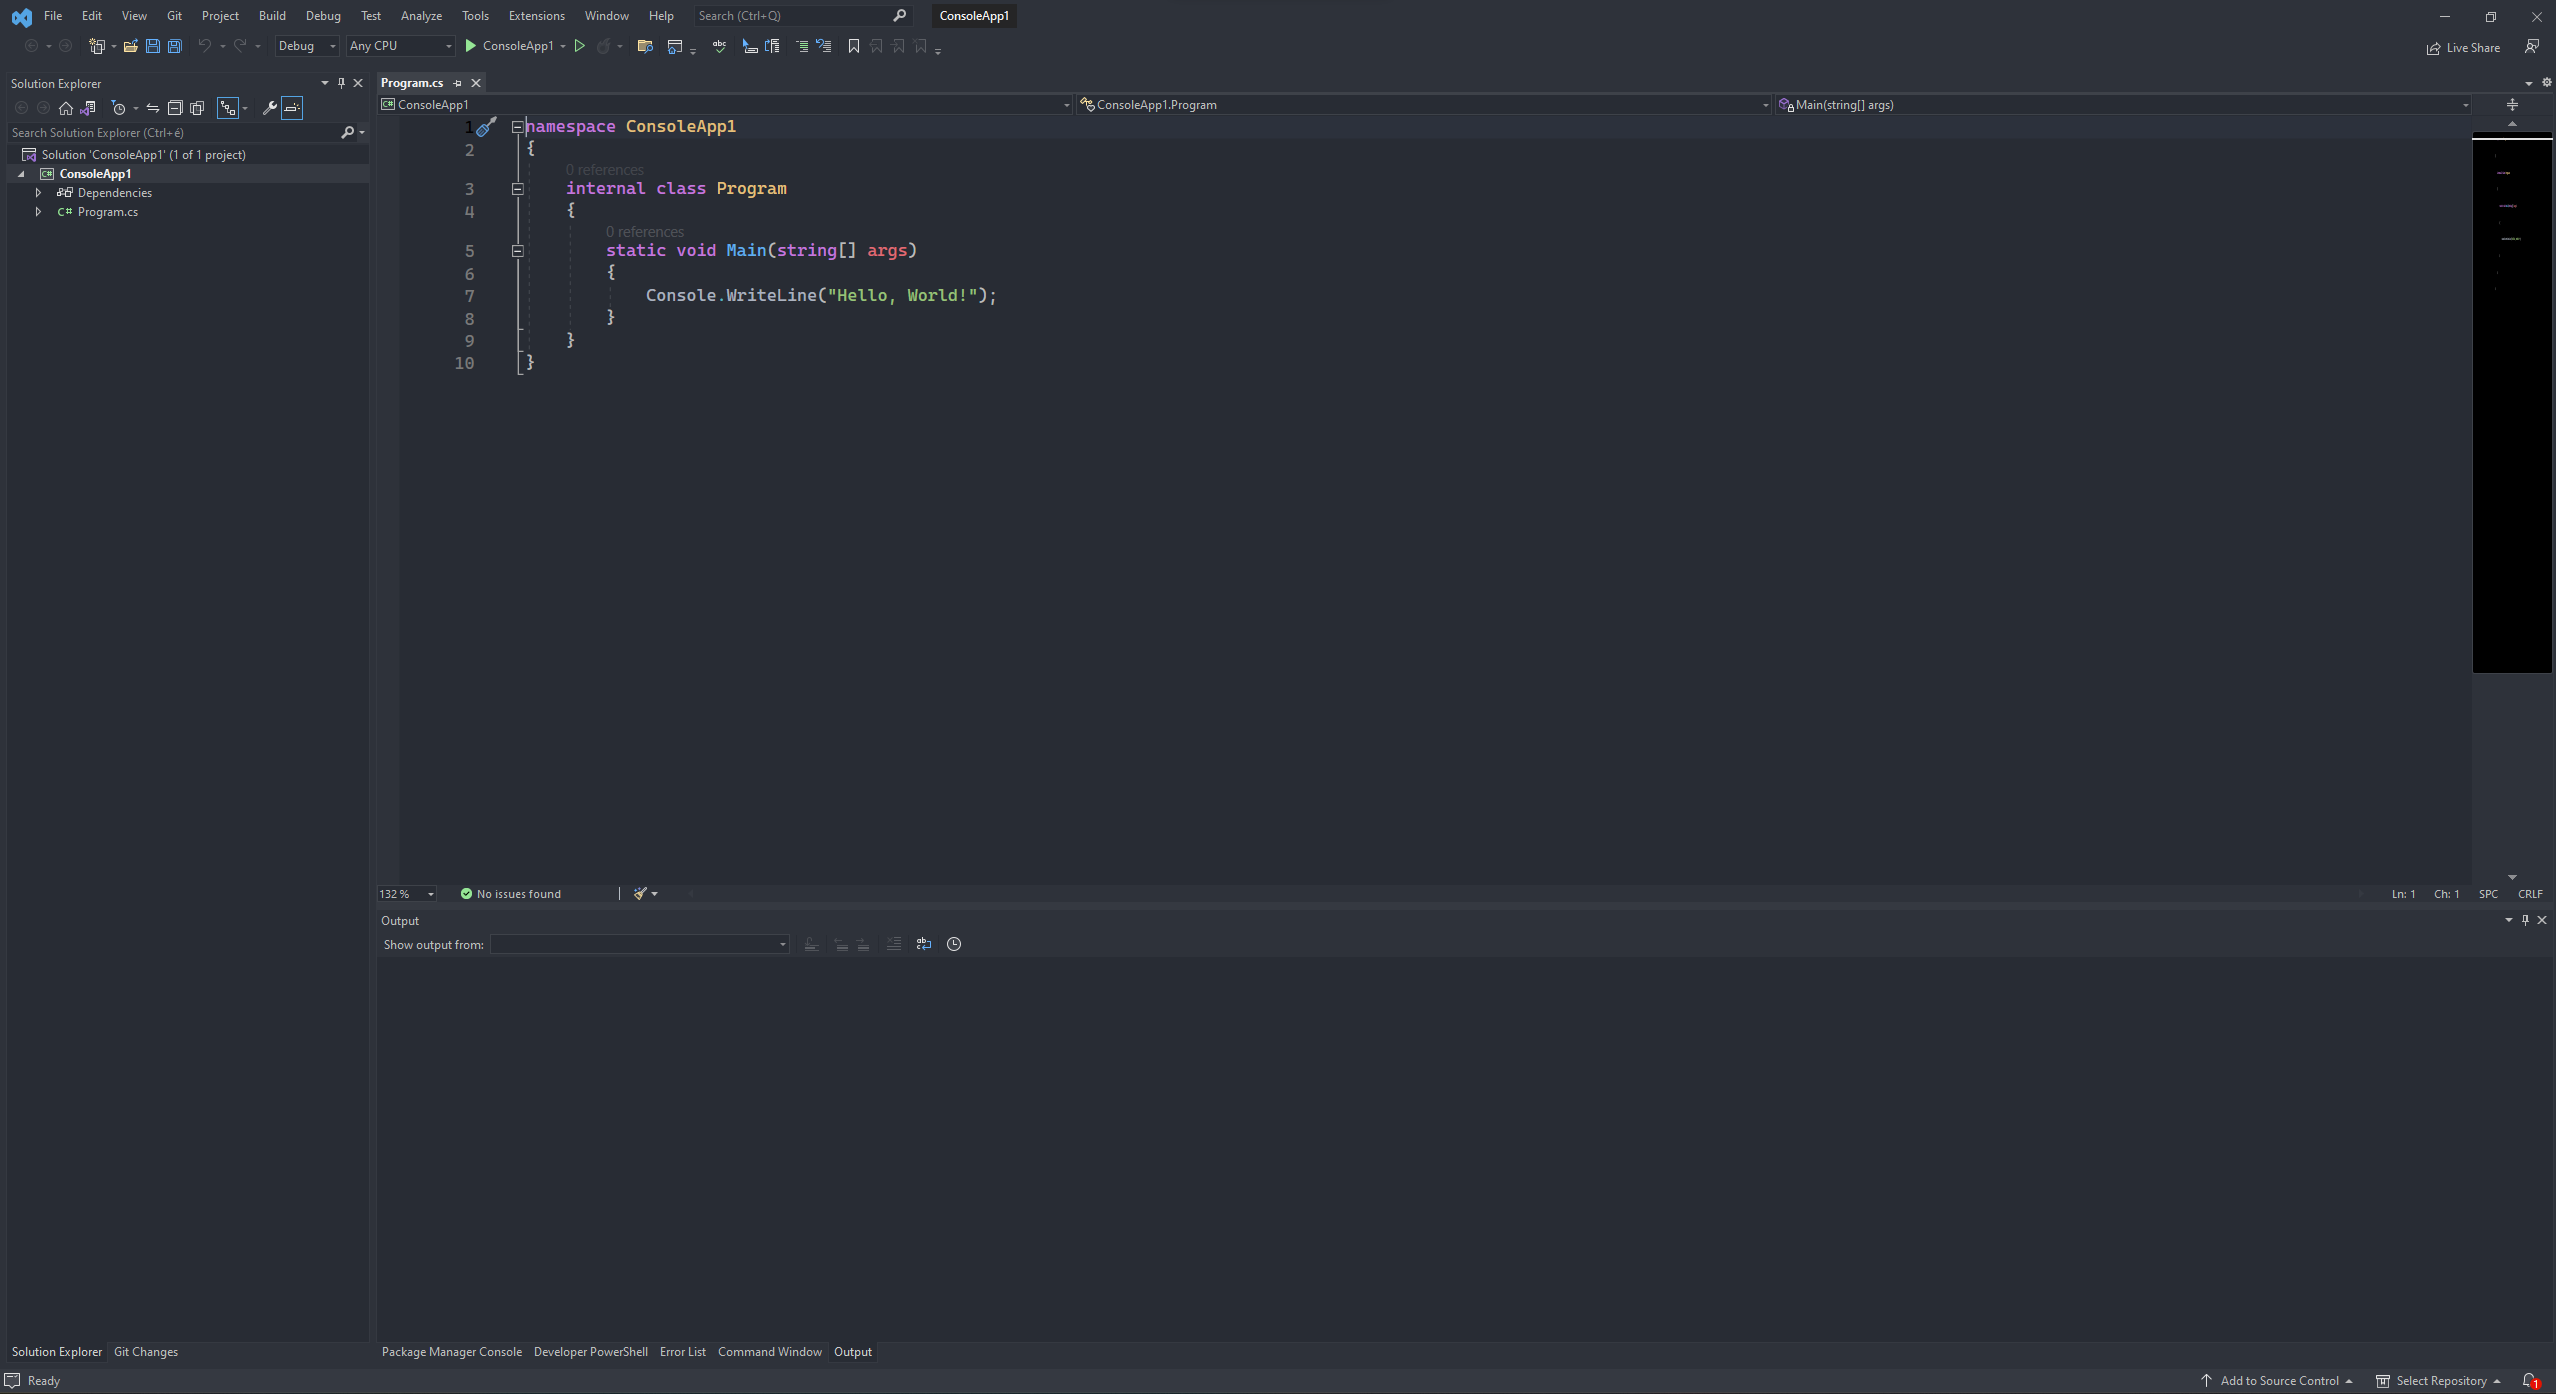 File Edit View Git Project Build Debug Test Analyze Tools Extensions Window Help Search (Ctrl+Q) ConsoleApp1
Debug Any CPU ConsoleApp1 Live Share
Solution Explorer
Search Solution Explorer (Ctrl+é)
Solution 'ConsoleApp1' (1 of 1 project)
ConsoleApp1
Dependencies
C# Program.cs
Program.cs
C# ConsoleApp1 ConsoleApp1.Program Main(string[] args)
1 namespace ConsoleApp1
2 {
0 references
3 internal class Program
4 {
0 references
5 static void Main(string[] args)
6 {
7 Console.WriteLine("Hello, World!");
8 }
9 }
10 }
132 % No issues found Ln: 1 Ch: 1 SPC CRLF
Output
Show output from:
Solution Explorer Git Changes
Package Manager Console Developer PowerShell Error List Command Window Output
Ready Add to Source Control Select Repository 1